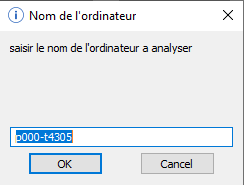 Nom de l'ordinateur
saisir le nom de l'ordinateur a analyser
p000-t4305
OK
Cancel